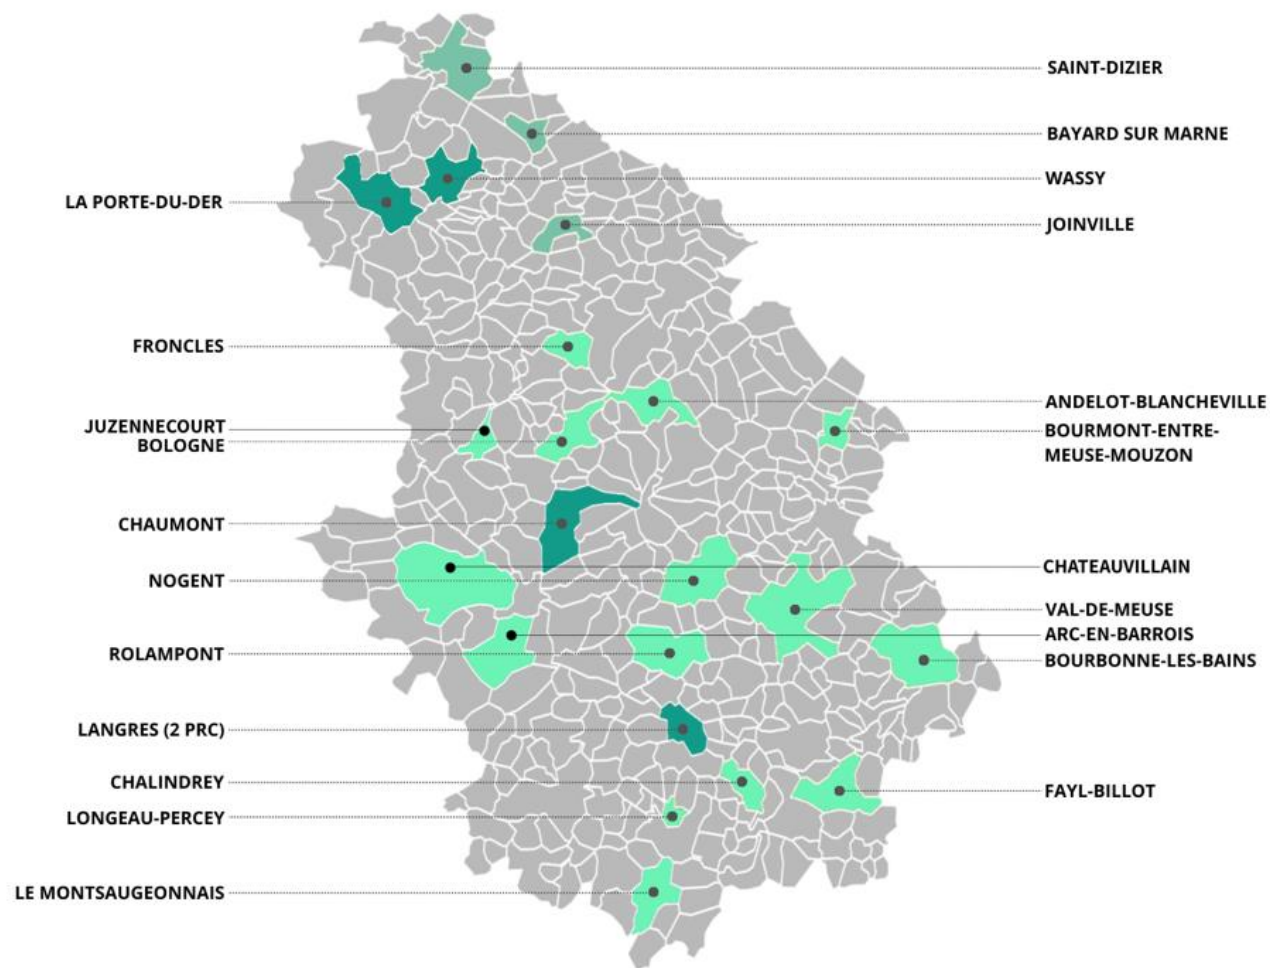 SAINT-DIZIER
BAYARD SUR MARNE
WASSY
LA PORTE-DU-DER
JOINVILLE
FRONCLES
ANDELOT-BLANCHEVILLE
JUZENNECOURT
BOURMONT-ENTRE-
MEUSE-MOUZON
BOLOGNE
CHAUMONT
CHATEAUVILLAIN
NOGENT
VAL-DE-MEUSE
ARC-EN-BARROIS
ROLAMPONT
BOURBONNE-LES-BAINS
LANGRES (2 PRC)
CHALINDREY
FAYL-BILLOT
LONGEAU-PERCEY
LE MONTSAUGEONNAIS